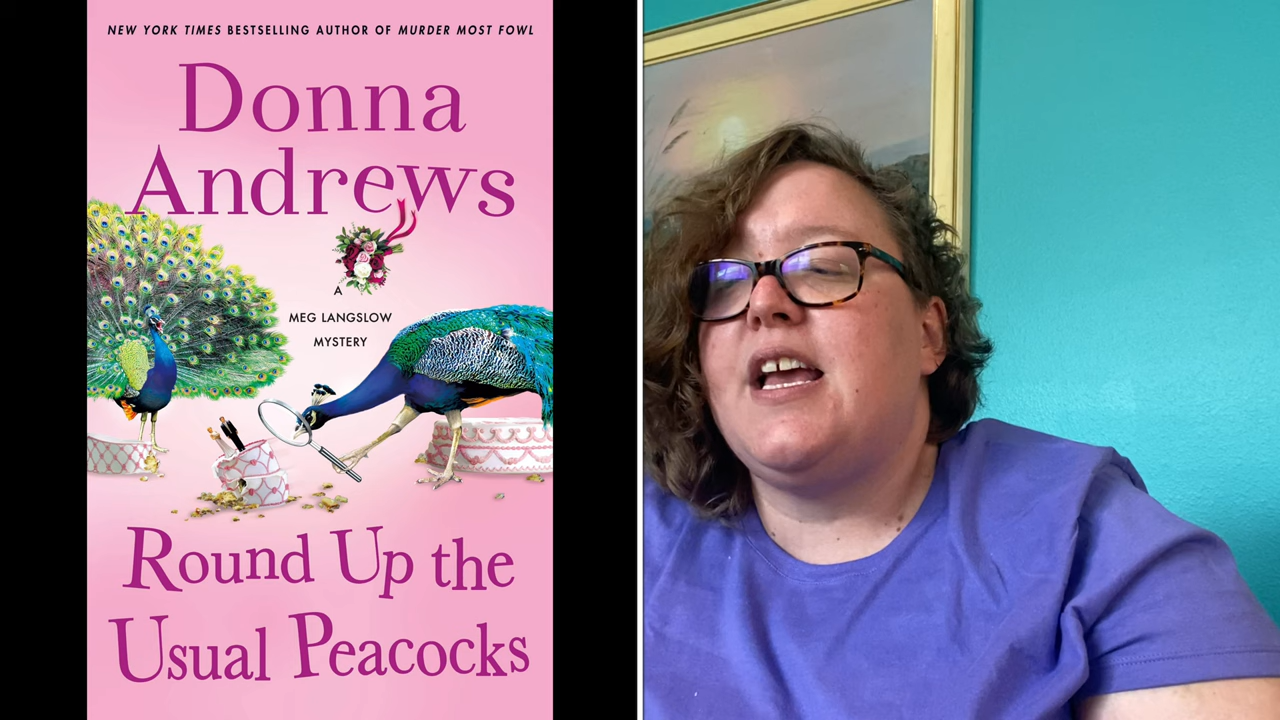 NEW YORK TIMES BESTSELLING AUTHOR OF MURDER MOST FOWL
Donna
Andrews
A
MEG LANGSLOW
MYSTERY
Round Up the
Usual Peacocks